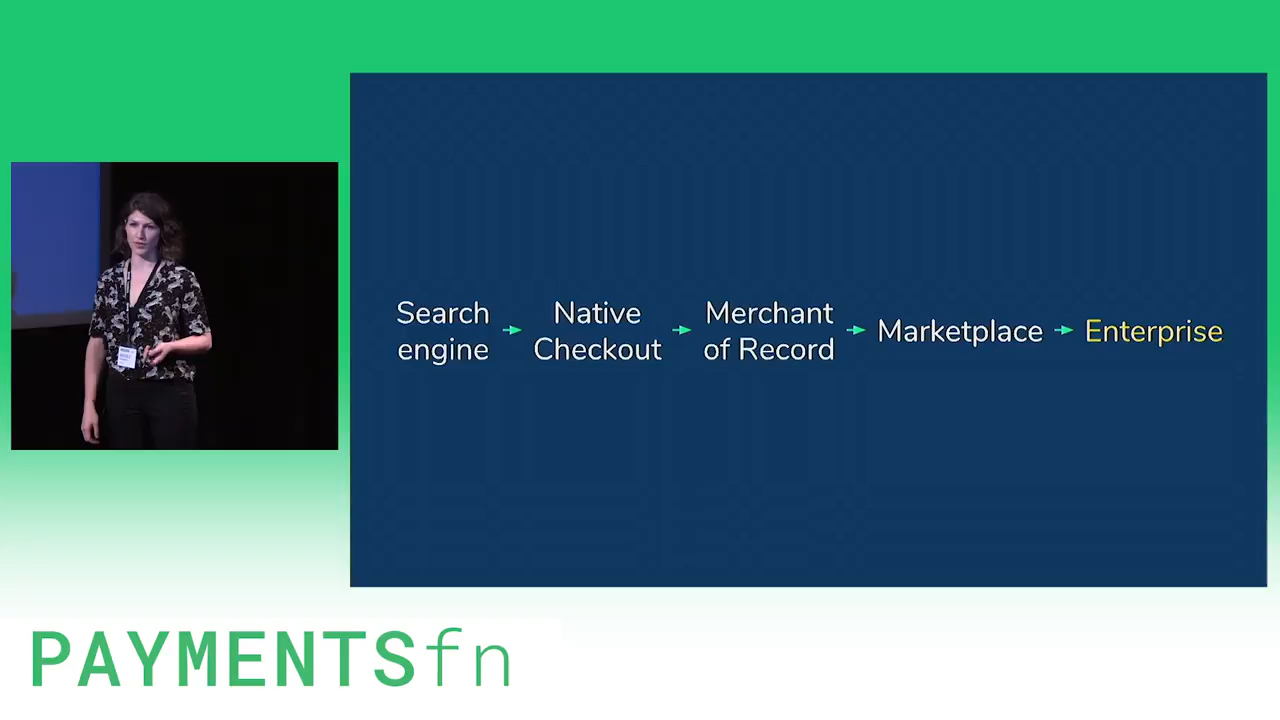 Search
engine
Native
Checkout
Merchant
of Record
Marketplace
Enterprise
PAYMENTSfn